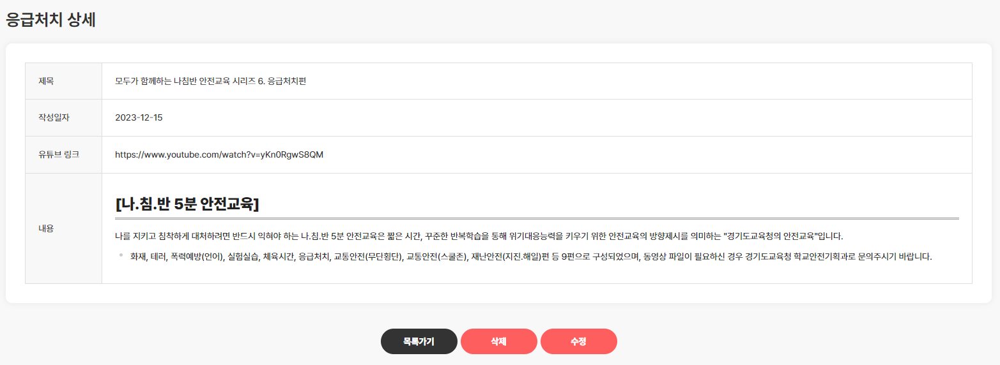 응급처치 상세
제목
모두가 함께하는 나침반 안전교육 시리즈 6. 응급처치편
작성일자
2023-12-15
유튜브 링크
https://www.youtube.com/watch?v=yKn0RgwS8QM
내용
[나.침.반 5분 안전교육]
나를 지키고 침착하게 대처하려면 반드시 익혀야 하는 나.침.반 5분 안전교육은 짧은 시간, 꾸준한 반복학습을 통해 위기대응능력을 키우기 위한 안전교육의 방향제시를 의미하는 "경기도교육청의 안전교육"입니다.
화재, 테러, 폭력예방(언어), 실험실습, 체육시간, 응급처치, 교통안전(무단횡단), 교통안전(스쿨존), 재난안전(지진.해일)편 등 9편으로 구성되었으며, 동영상 파일이 필요하신 경우 경기도교육청 학교안전기획과로 문의주시기 바랍니다.
목록가기
삭제
수정